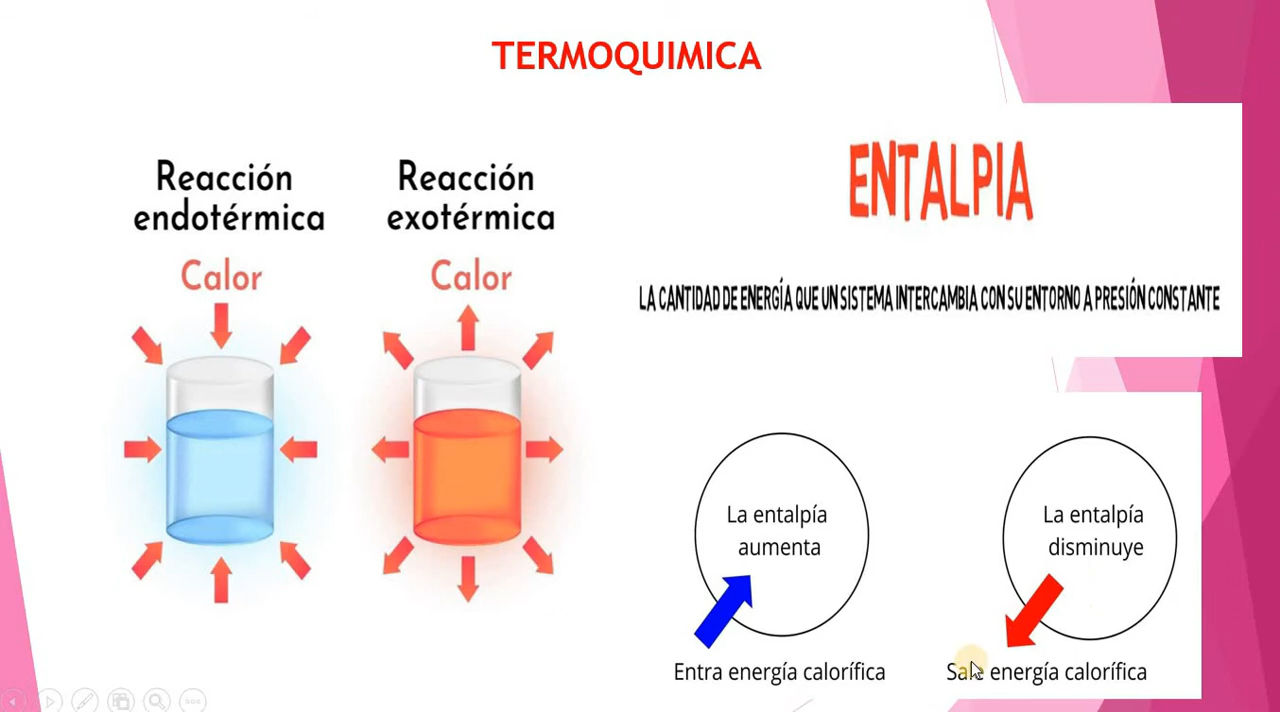 TERMOQUIMICA
Reacción
endotérmica
Calor
Reacción
exotérmica
Calor
ENTALPIA
LA CANTIDAD DE ENERGÍA QUE UN SISTEMA INTERCAMBIA CON SU ENTORNO A PRESIÓN CONSTANTE
La entalpía
aumenta
Entra energía calorífica
La entalpía
disminuye
Sale energía calorífica